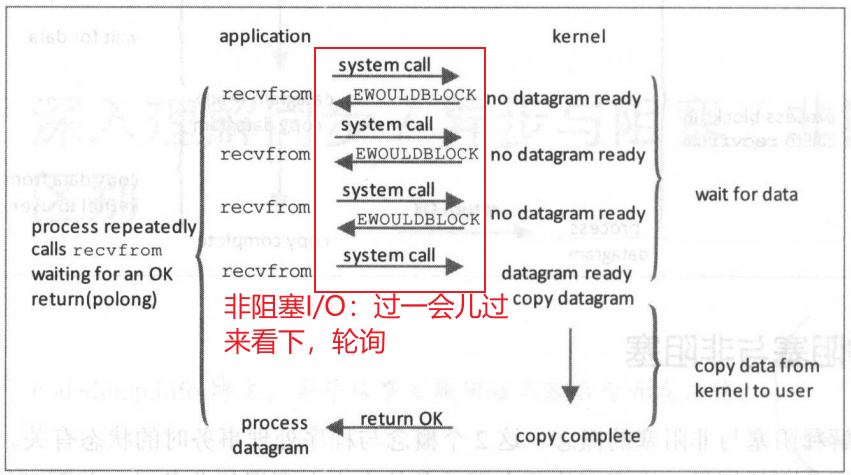 application
kernel
system call
recvfrom
EWOULDBLOCK
no datagram ready
system call
recvfrom
EWOULDBLOCK
no datagram ready
system call
recvfrom
EWOULDBLOCK
no datagram ready
system call
recvfrom
datagram ready
copy datagram
wait for data
process repeatedly
calls recvfrom
waiting for an OK
return(polong)
非阻塞I/O：过一会儿过
来看下，轮询
copy data from
kernel to user
return OK
process
datagram
copy complete